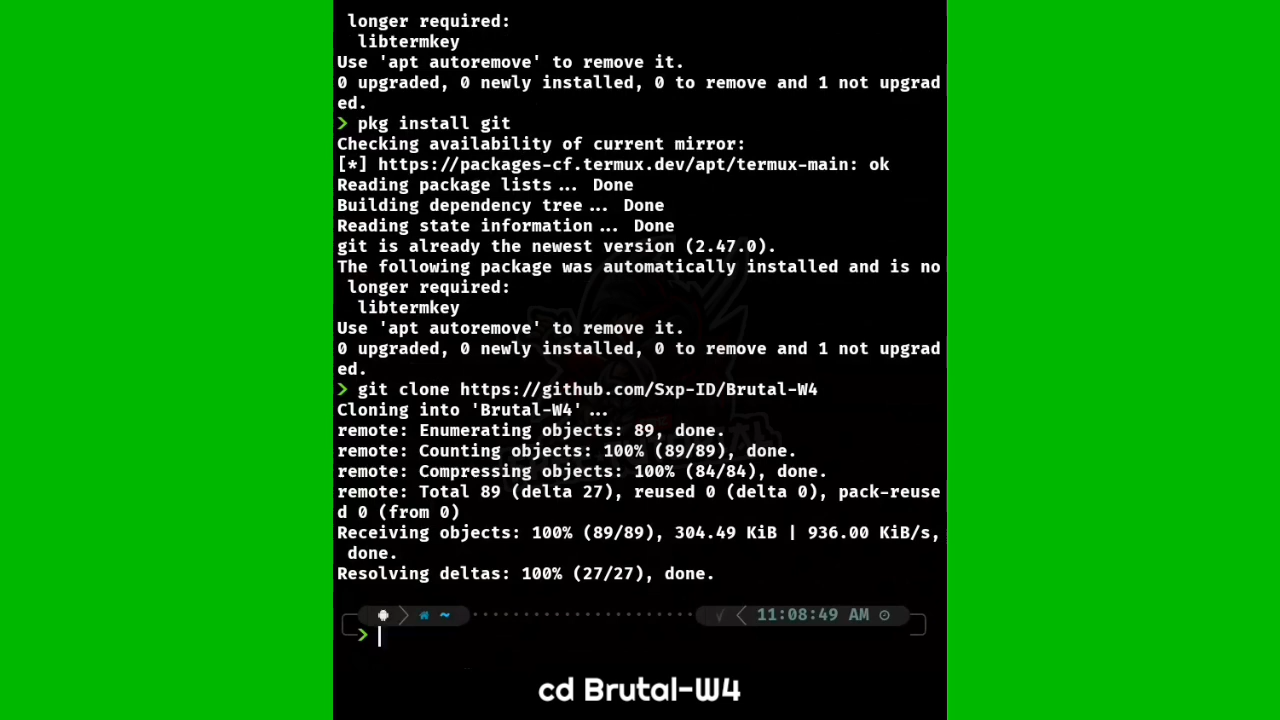 longer required:
libtermkey
Use 'apt autoremove' to remove it.
0 upgraded, 0 newly installed, 0 to remove and 1 not upgrad
ed.
❯ pkg install git
Checking availability of current mirror:
[*] https://packages-cf.termux.dev/apt/termux-main: ok
Reading package lists... Done
Building dependency tree... Done
Reading state information... Done
git is already the newest version (2.47.0).
The following package was automatically installed and is no
longer required:
libtermkey
Use 'apt autoremove' to remove it.
0 upgraded, 0 newly installed, 0 to remove and 1 not upgrad
ed.
❯ git clone https://github.com/Sxp-ID/Brutal-W4
Cloning into 'Brutal-W4'...
remote: Enumerating objects: 89, done.
remote: Counting objects: 100% (89/89), done.
remote: Compressing objects: 100% (84/84), done.
remote: Total 89 (delta 27), reused 0 (delta 0), pack-reuse
d 0 (from 0)
Receiving objects: 100% (89/89), 304.49 KiB | 936.00 KiB/s,
done.
Resolving deltas: 100% (27/27), done.
~ 11:08:49 AM
❯
cd Brutal-W4